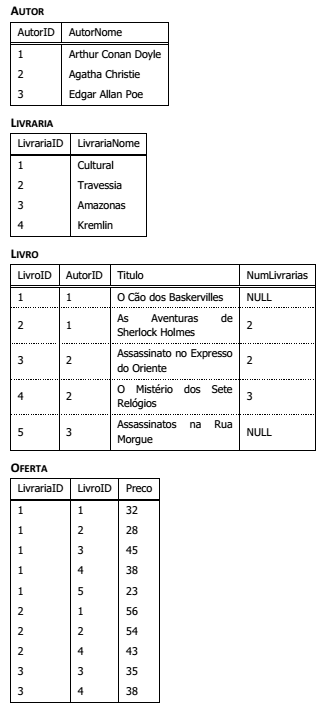 AUTOR
AutorID AutorNome
1 Arthur Conan Doyle
2 Agatha Christie
3 Edgar Allan Poe
LIVRARIA
LivrariaID LivrariaNome
1 Cultural
2 Travessia
3 Amazonas
4 Kremlin
LIVRO
LivroID AutorID Titulo NumLivrarias
1 1 O Cão dos Baskervilles NULL
2 1 As Aventuras de
Sherlock Holmes 2
3 2 Assassinato no Expresso
do Oriente 2
4 2 O Mistério dos Sete
Relógios 3
5 3 Assassinatos na Rua
Morgue NULL
OFERTA
LivrariaID LivroID Preco
1 1 32
1 2 28
1 3 45
1 4 38
1 5 23
2 1 56
2 2 54
2 4 43
3 3 35
3 4 38